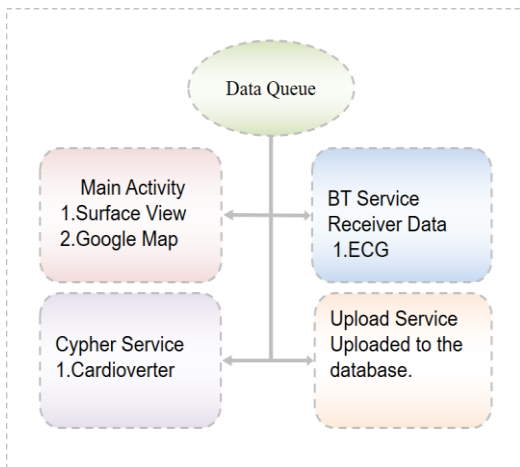 Data Queue
Main Activity
1.Surface View
2.Google Map
BT Service
Receiver Data
1.ECG
Cypher Service
1.Cardioverter
Upload Service
Uploaded to the
database.